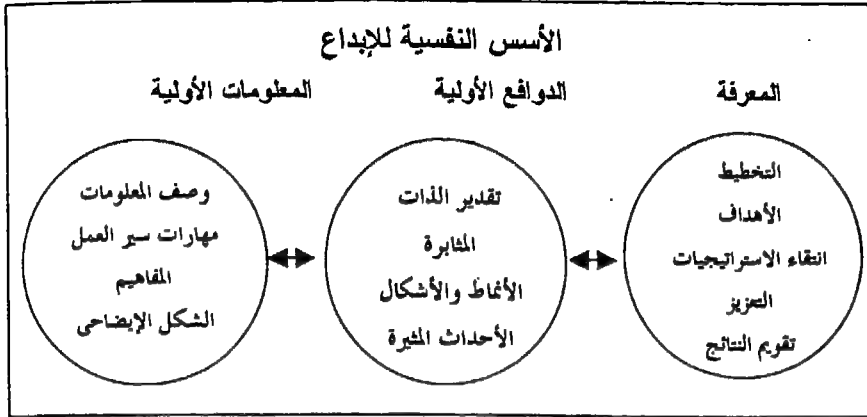 الأسس النفسية للإبداع
المعرفة
الدوافع الأولية
المعلومات الأولية
التخطيط
الأهداف
انتقاء الاستراتيجيات
التعزيز
تقويم النتائج
تقدير الذات
المثابرة
الأنماط والأشكال
الأحداث المثيرة
وصف المعلومات
مهارات سير العمل
المفاهيم
الشكل الإيضاحى